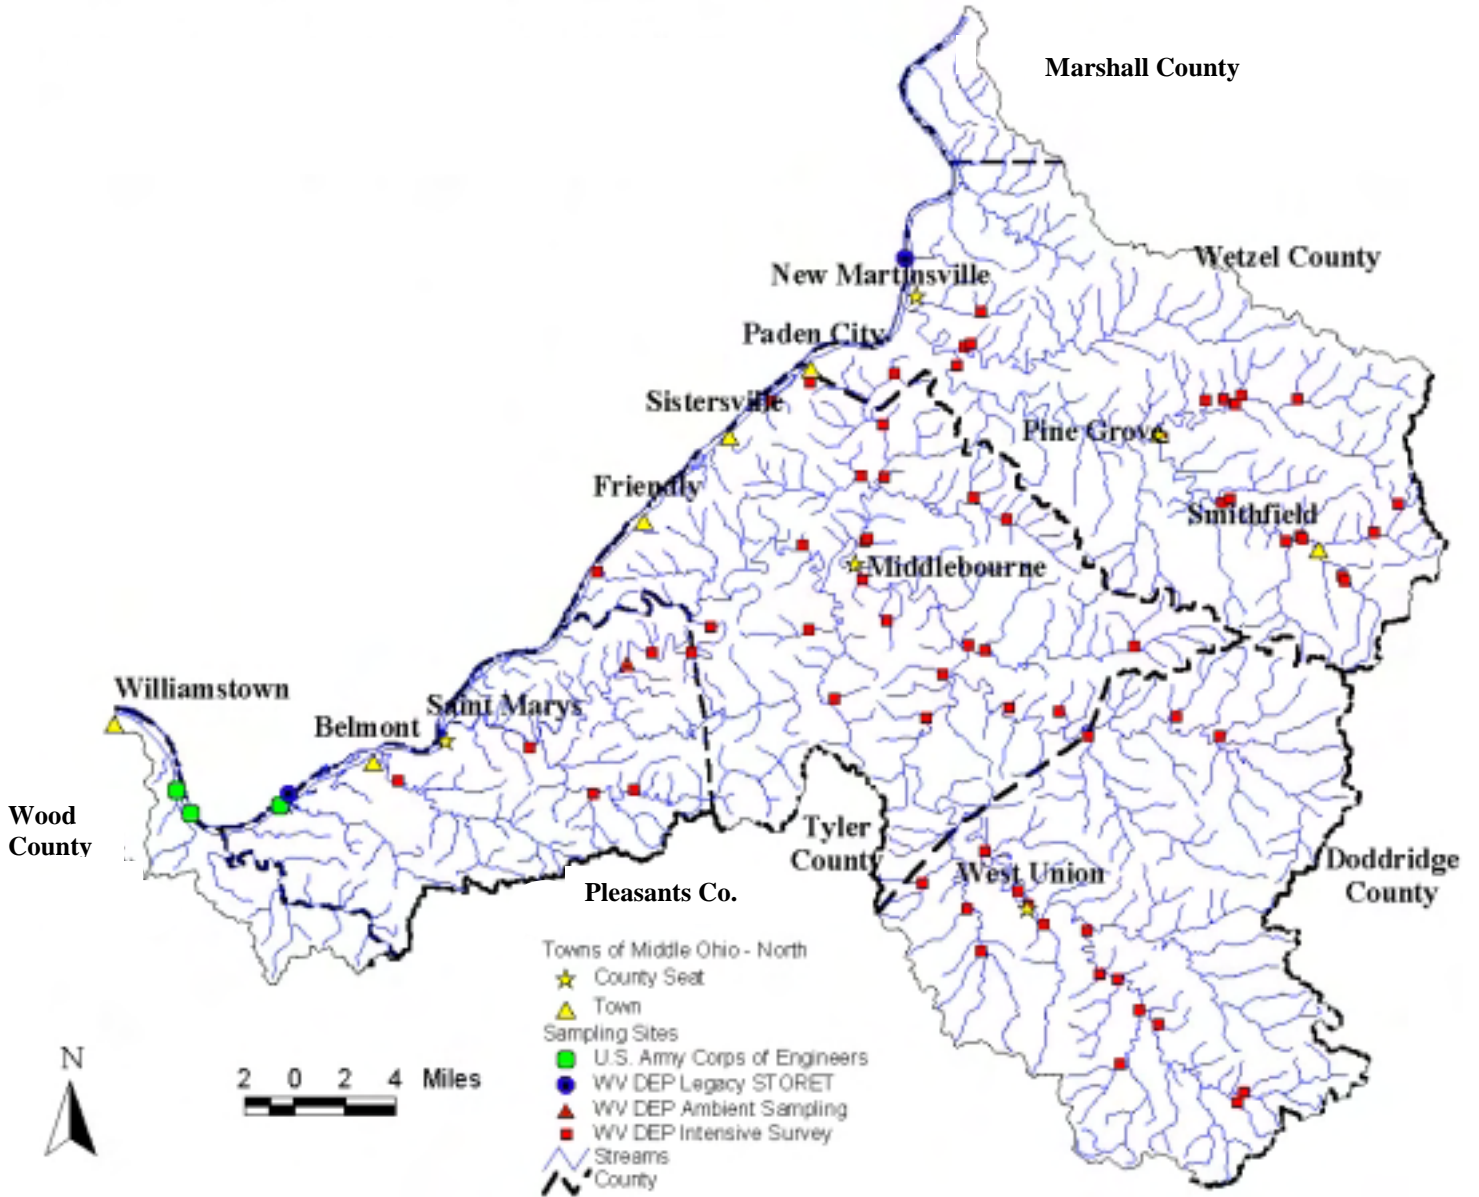 Marshall County
Wetzel County
New Martinsville
Paden City
Sistersville
Pine Grove
Friendly
Smithfield
Middlebourne
Williamstown
Saint Marys
Belmont
Wood
County
Tyler
County
West Union
Doddridge
County
Pleasants Co.
Towns of Middle Ohio - North
County Seat
Town
Sampling Sites
U.S. Army Corps of Engineers
WV DEP Legacy STORET
WV DEP Ambient Sampling
WV DEP Intensive Survey
Streams
County
N
2 0 2 4 Miles